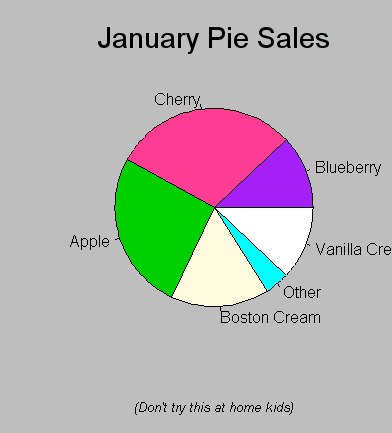 January Pie Sales
Cherry
Blueberry
Apple
Vanilla Cre
Other
Boston Cream
(Don't try this at home kids)